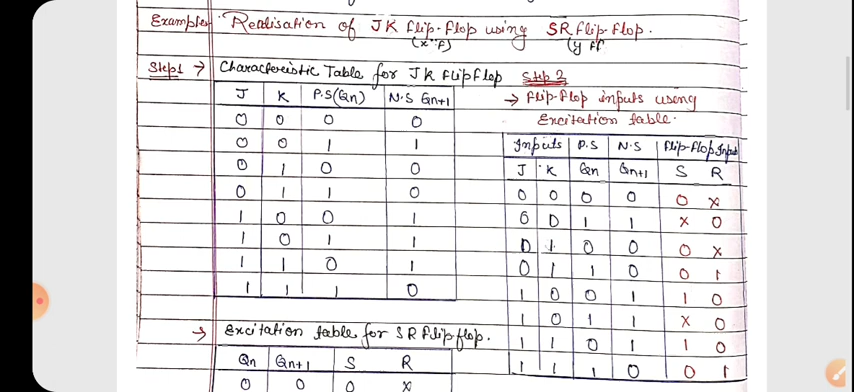 Example: Realisation of JK flip-flop using SR flip-flop.
(x ff) (y ff
Step1 → Characteristic Table for JK flipflop
J K P.S(Qn) N.S Qn+1
0 0 0 0
0 0 1 1
0 1 0 0
0 1 1 0
1 0 0 1
1 0 1 1
1 1 0 1
1 1 1 0
→ Excitation table for SR flipflop.
Qn Qn+1 S R
0 0 0 x
Step 2
→ flip-flop inputs using
Excitation table.
Inputs P.S N.S flip-flop Input
J K Qn Qn+1 S R
0 0 0 0 0 x
0 0 1 1 x 0
0 1 0 0 0 x
0 1 1 0 0 1
1 0 0 1 1 0
1 0 1 1 x 0
1 1 0 1 1 0
1 1 1 0 0 1